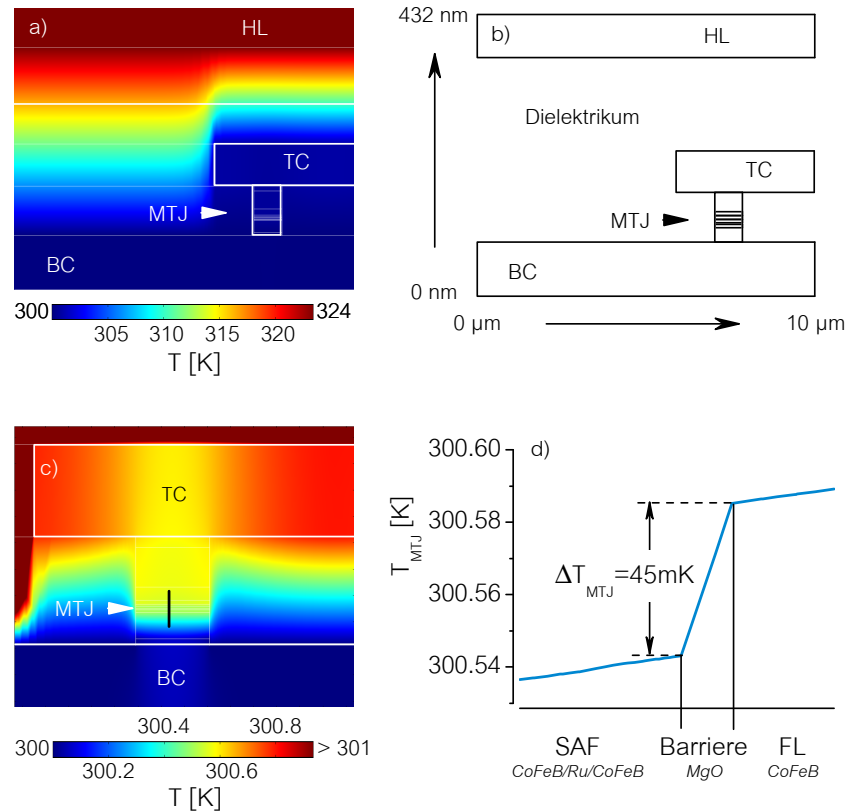 a)
HL
TC
MTJ
BC
300
324
305 310 315 320
T [K]
b)
432 nm
HL
Dielektrikum
TC
MTJ
BC
0 nm
0 µm
10 µm
c)
TC
MTJ
BC
300.4 300.8
300
> 301
300.2 300.6
T [K]
d)
300.60
300.58
300.56
300.54
T_MTJ [K]
ΔT_MTJ=45mK
SAF Barriere FL
CoFeB/Ru/CoFeB MgO CoFeB